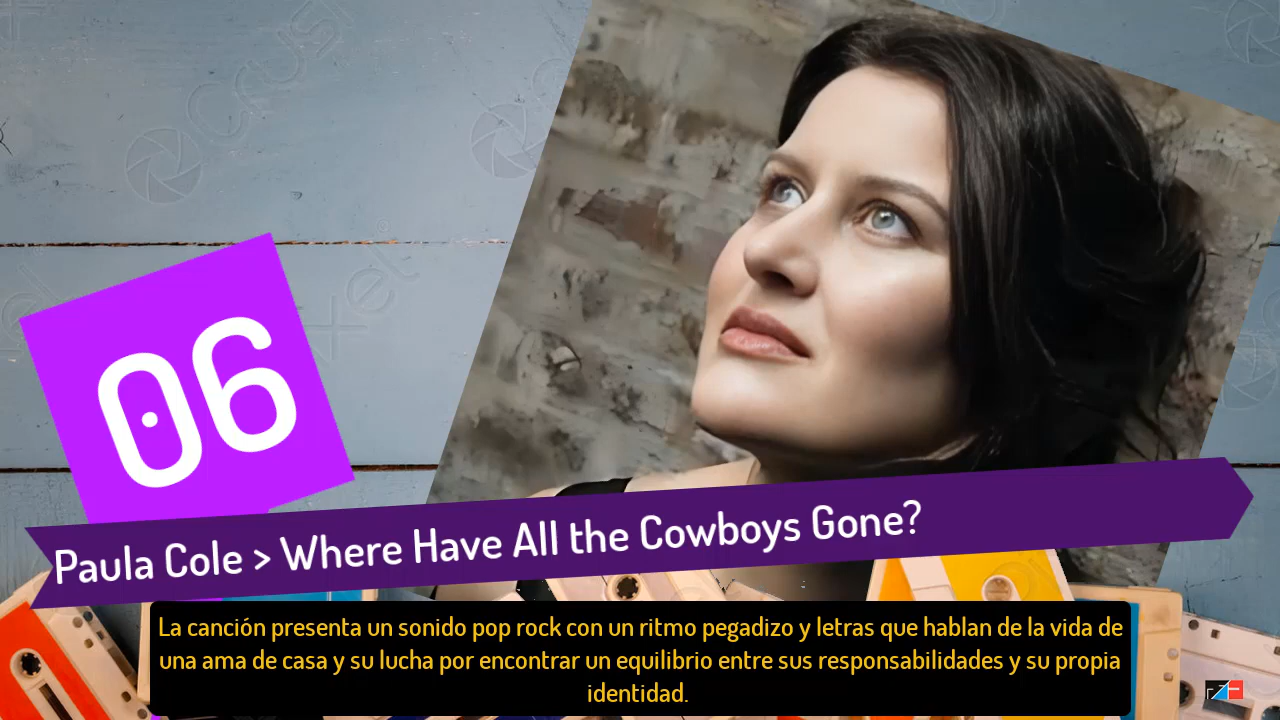 06
Paula Cole > Where Have All the Cowboys Gone?
La canción presenta un sonido pop rock con un ritmo pegadizo y letras que hablan de la vida de
una ama de casa y su lucha por encontrar un equilibrio entre sus responsabilidades y su propia
identidad.